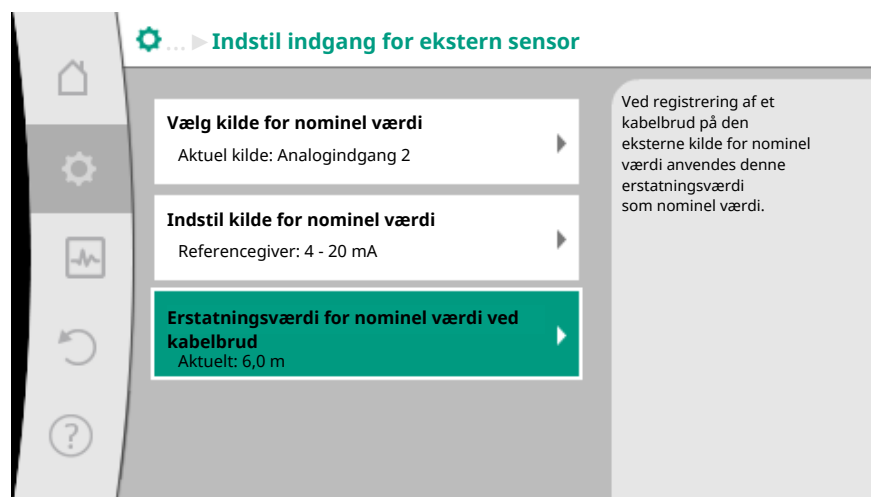 ... ▶ Indstil indgang for ekstern sensor
Vælg kilde for nominel værdi
Aktuel kilde: Analogindgang 2
Indstil kilde for nominel værdi
Referencegiver: 4 - 20 mA
Erstatningsværdi for nominel værdi ved
kabelbrud
Aktuelt: 6,0 m
Ved registrering af et
kabelbrud på den
eksterne kilde for nominel
værdi anvendes denne
erstatningsværdi
som nominel værdi.
?